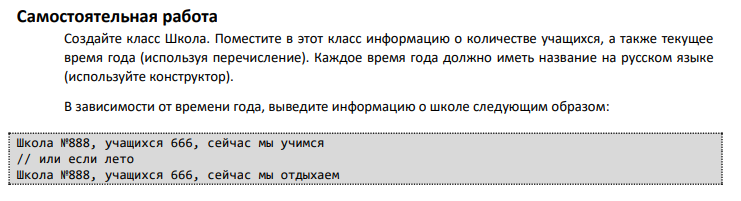 Самостоятельная работа
Создайте класс Школа. Поместите в этот класс информацию о количестве учащихся, а также текущее
время года (используя перечисление). Каждое время года должно иметь название на русском языке
(используйте конструктор).
В зависимости от времени года, выведите информацию о школе следующим образом:
Школа №888, учащихся 666, сейчас мы учимся
// или если лето
Школа №888, учащихся 666, сейчас мы отдыхаем